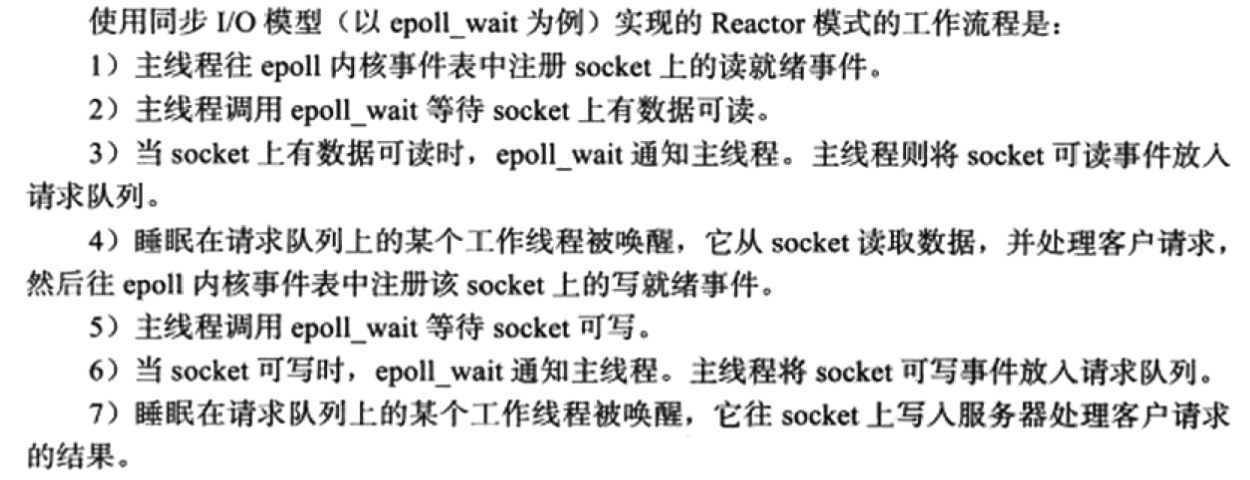 使用同步 I/O 模型（以 epoll_wait 为例）实现的 Reactor 模式的工作流程是：
1）主线程往 epoll 内核事件表中注册 socket 上的读就绪事件。
2）主线程调用 epoll_wait 等待 socket 上有数据可读。
3）当 socket 上有数据可读时，epoll_wait 通知主线程。主线程则将 socket 可读事件放入
请求队列。
4）睡眠在请求队列上的某个工作线程被唤醒，它从 socket 读取数据，并处理客户请求，
然后往 epoll 内核事件表中注册该 socket 上的写就绪事件。
5）主线程调用 epoll_wait 等待 socket 可写。
6）当 socket 可写时，epoll_wait 通知主线程。主线程将 socket 可写事件放入请求队列。
7）睡眠在请求队列上的某个工作线程被唤醒，它往 socket 上写入服务器处理客户请求
的结果。